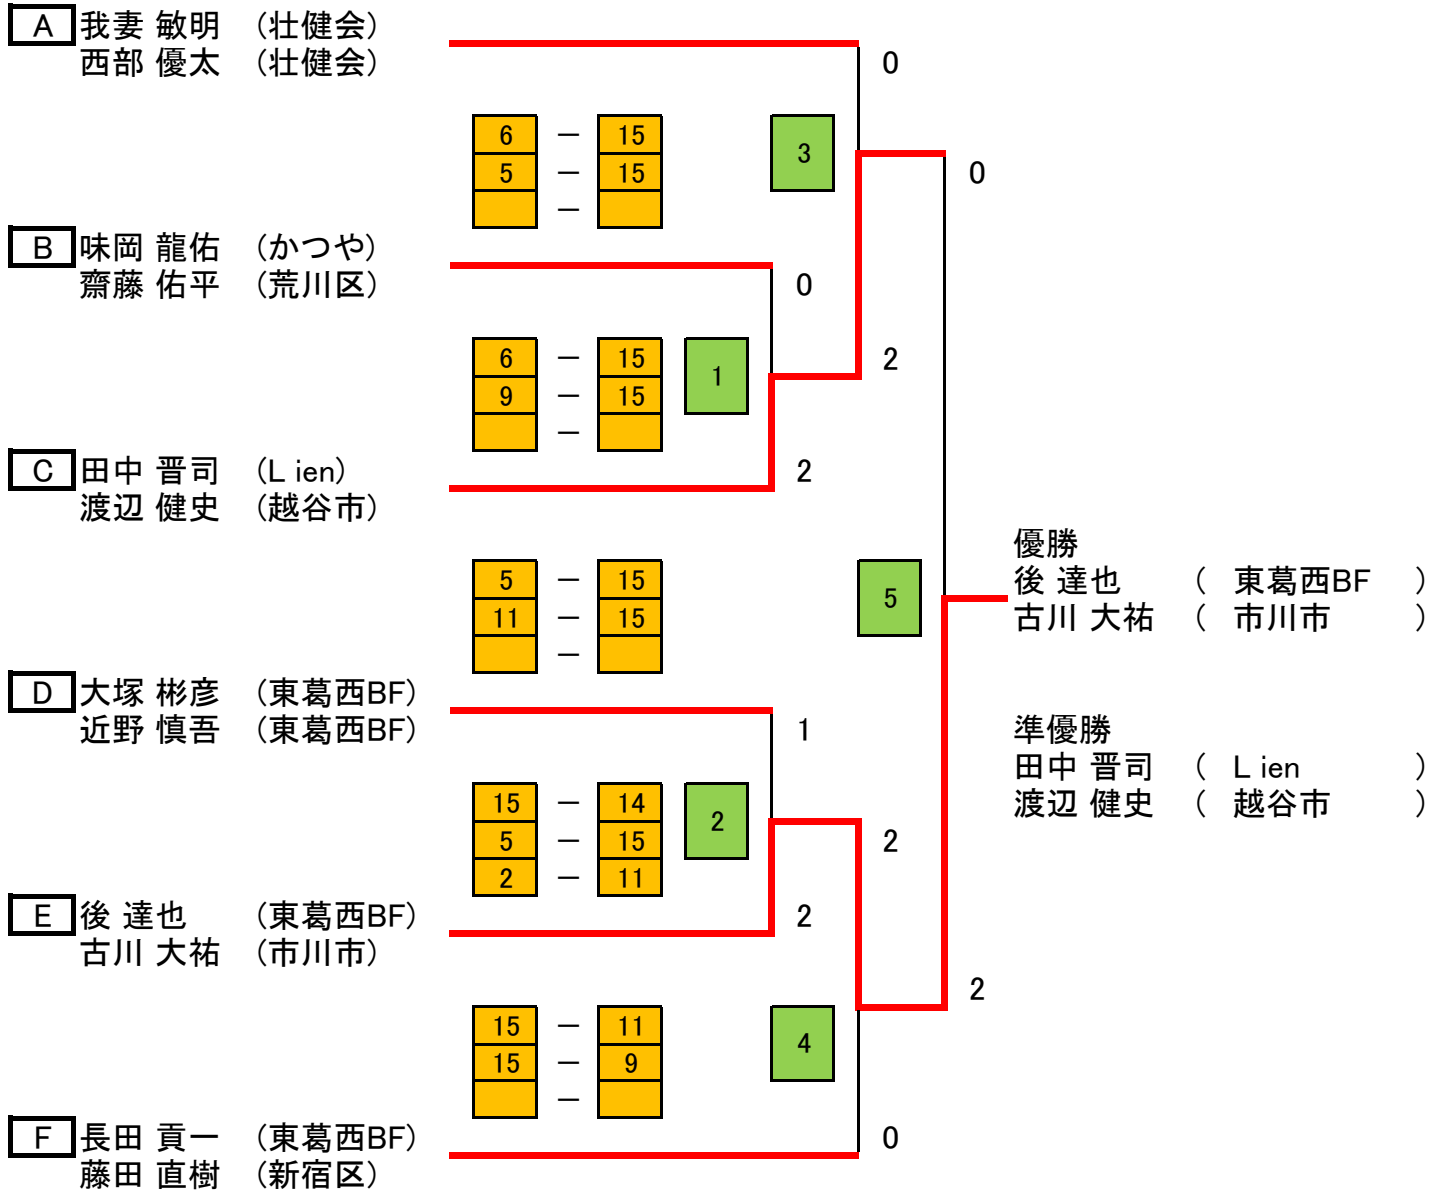 A 我妻 敏明 (壮健会)
西部 優太 (壮健会)
0
6 － 15
3
5 － 15
－
0
B 味岡 龍佑 (かつや)
齋藤 佑平 (荒川区)
0
6 － 15
1
2
9 － 15
－
C 田中 晋司 (L ien)
2
渡辺 健史 (越谷市)
優勝
5 － 15
5
後 達也 ( 東葛西BF )
11 － 15
古川 大祐 ( 市川市 )
－
D 大塚 彬彦 (東葛西BF)
近野 慎吾 (東葛西BF)
1
準優勝
田中 晋司 ( L ien )
15 － 14
2
渡辺 健史 ( 越谷市 )
5 － 15
2
2 － 11
E 後 達也 (東葛西BF)
2
古川 大祐 (市川市)
2
15 － 11
4
15 － 9
－
F 長田 貢一 (東葛西BF)
0
藤田 直樹 (新宿区)